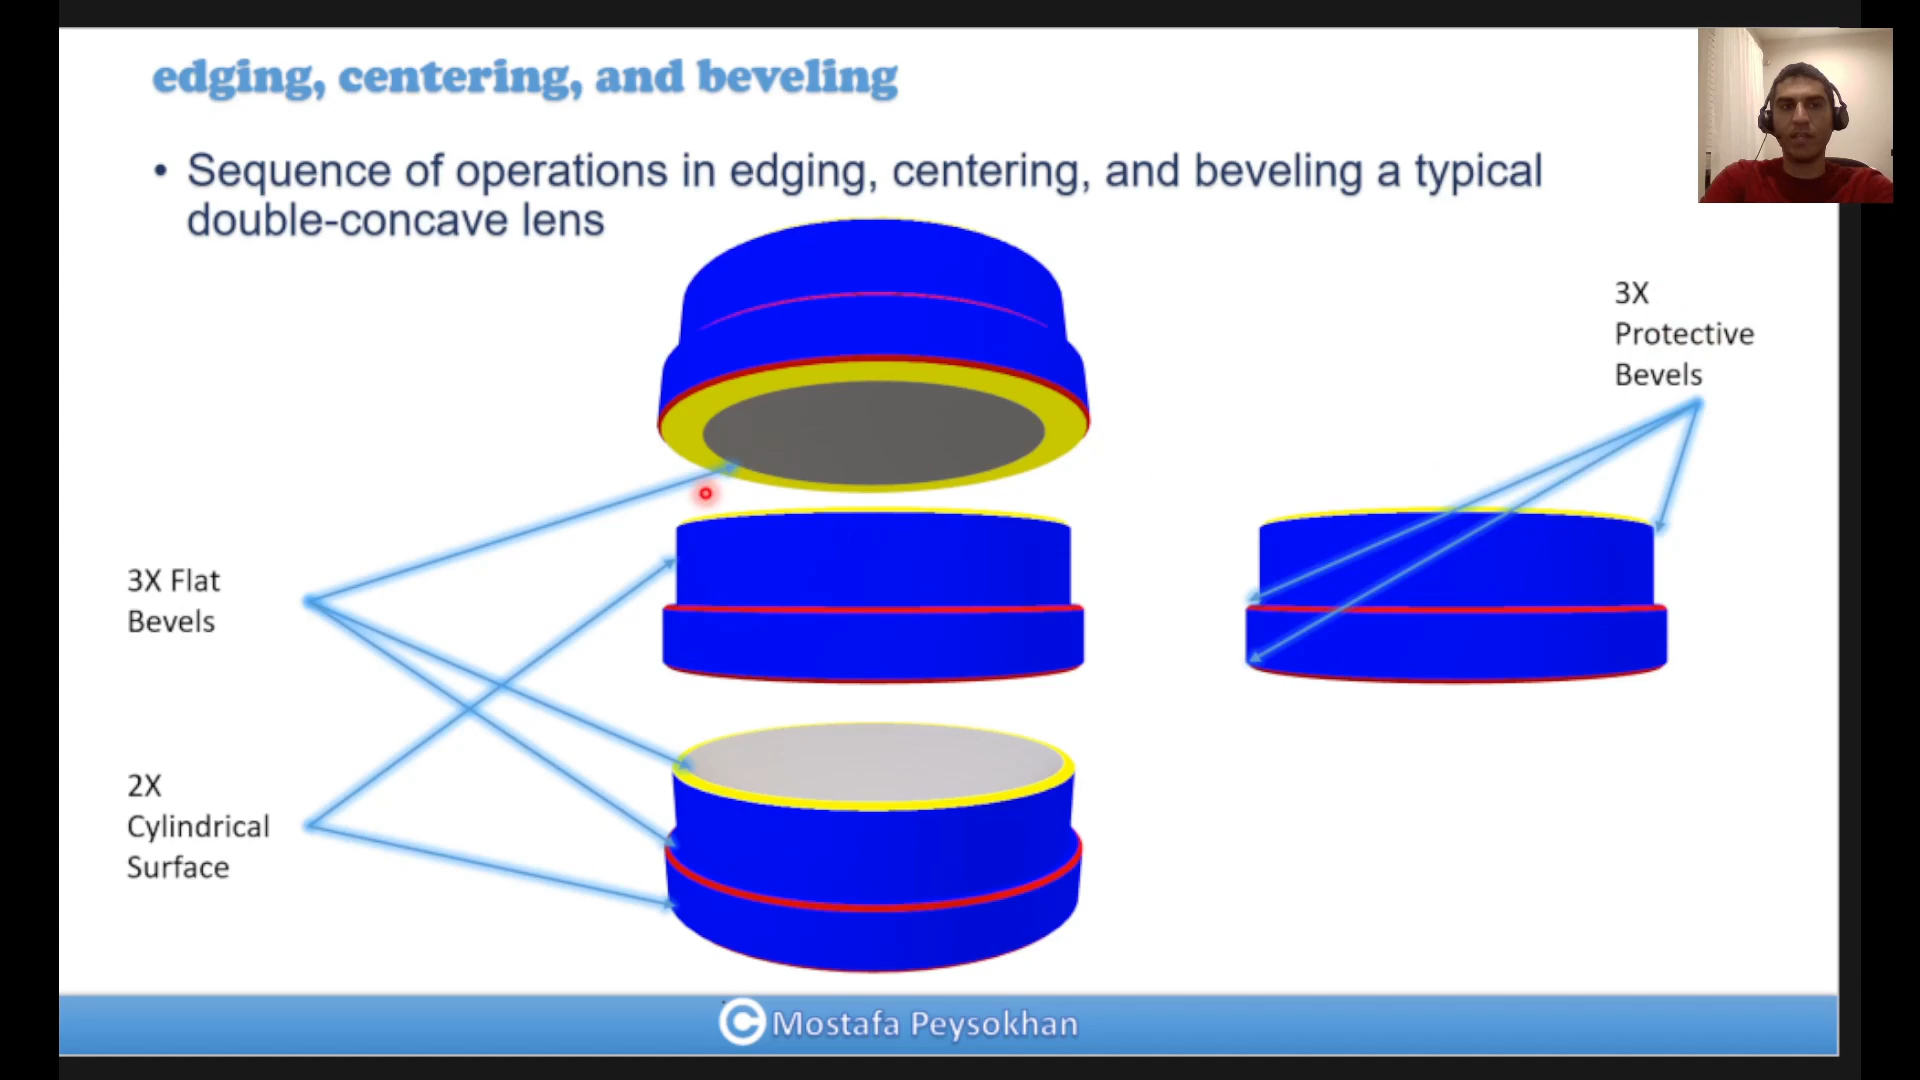 edging, centering, and beveling
• Sequence of operations in edging, centering, and beveling a typical
double-concave lens
3X
Protective
Bevels
3X Flat
Bevels
2X
Cylindrical
Surface
© Mostafa Peysokhan